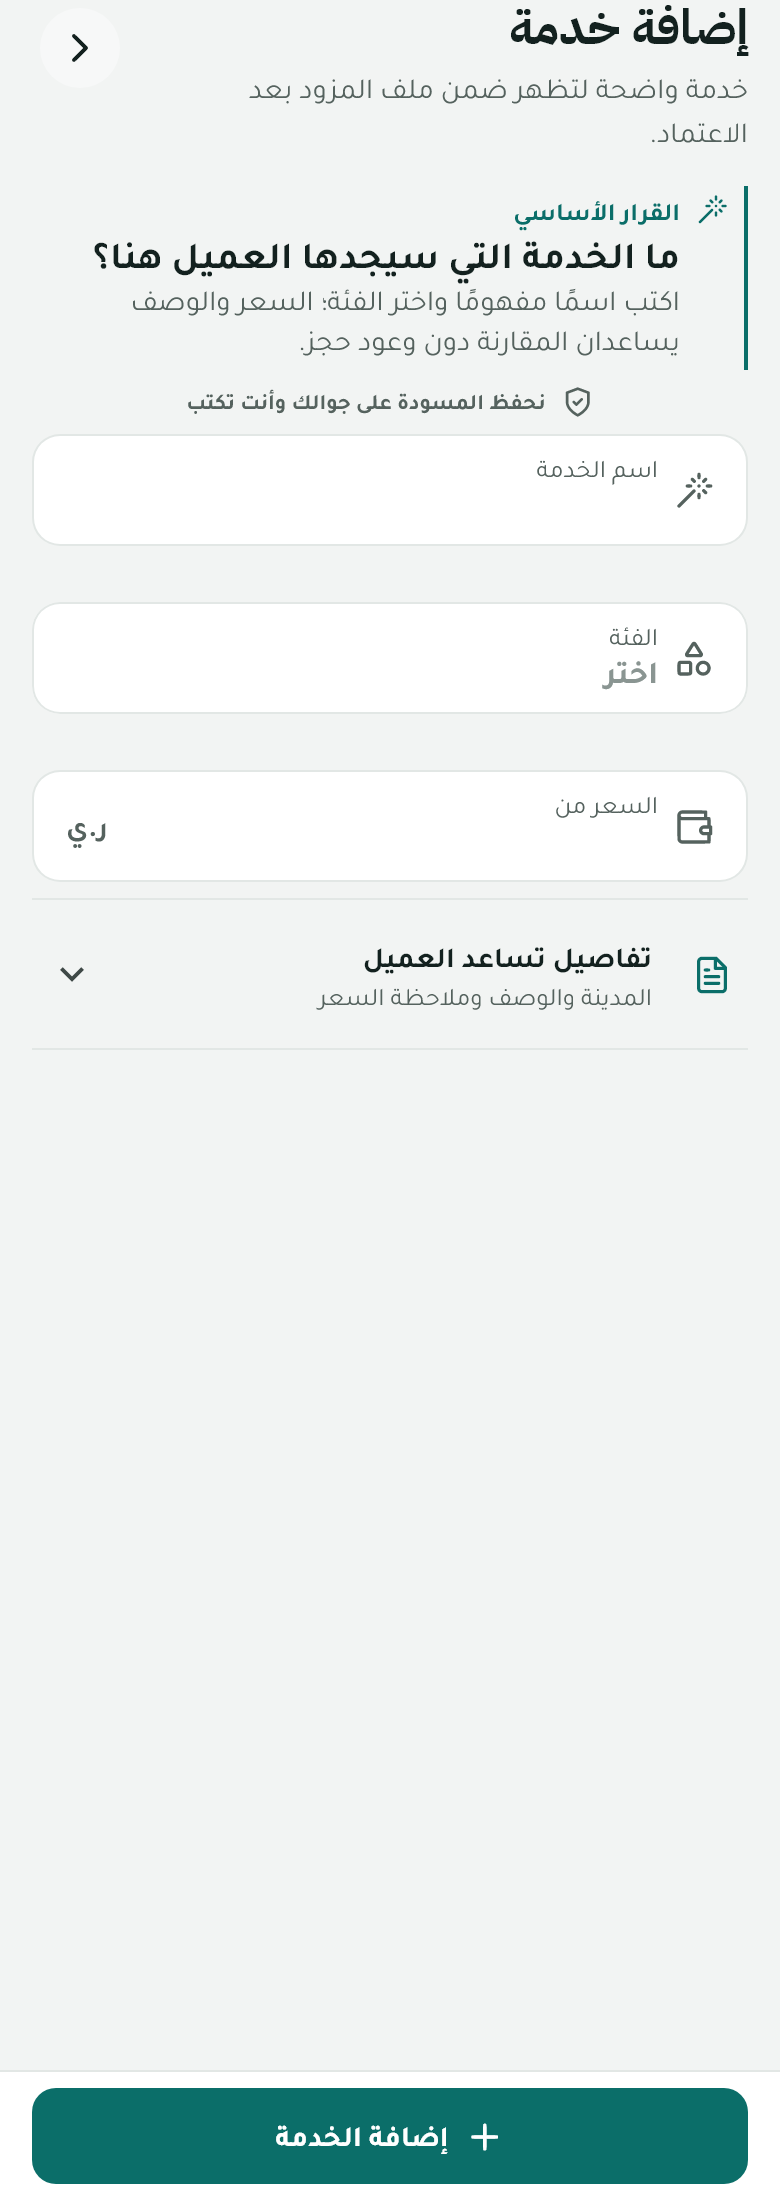 إضافة خدمة
خدمة واضحة لتظهر ضمن ملف المزود بعد
الاعتماد.
القرار الأساسي
ما الخدمة التي سيجدها العميل هنا؟
اكتب اسمًا مفهومًا واختر الفئة؛ السعر والوصف
يساعدان المقارنة دون وعود حجز.
نحفظ المسودة على جوالك وأنت تكتب
اسم الخدمة
الفئة
اختر
السعر من
ر.ي
تفاصيل تساعد العميل
المدينة والوصف وملاحظة السعر
إضافة الخدمة